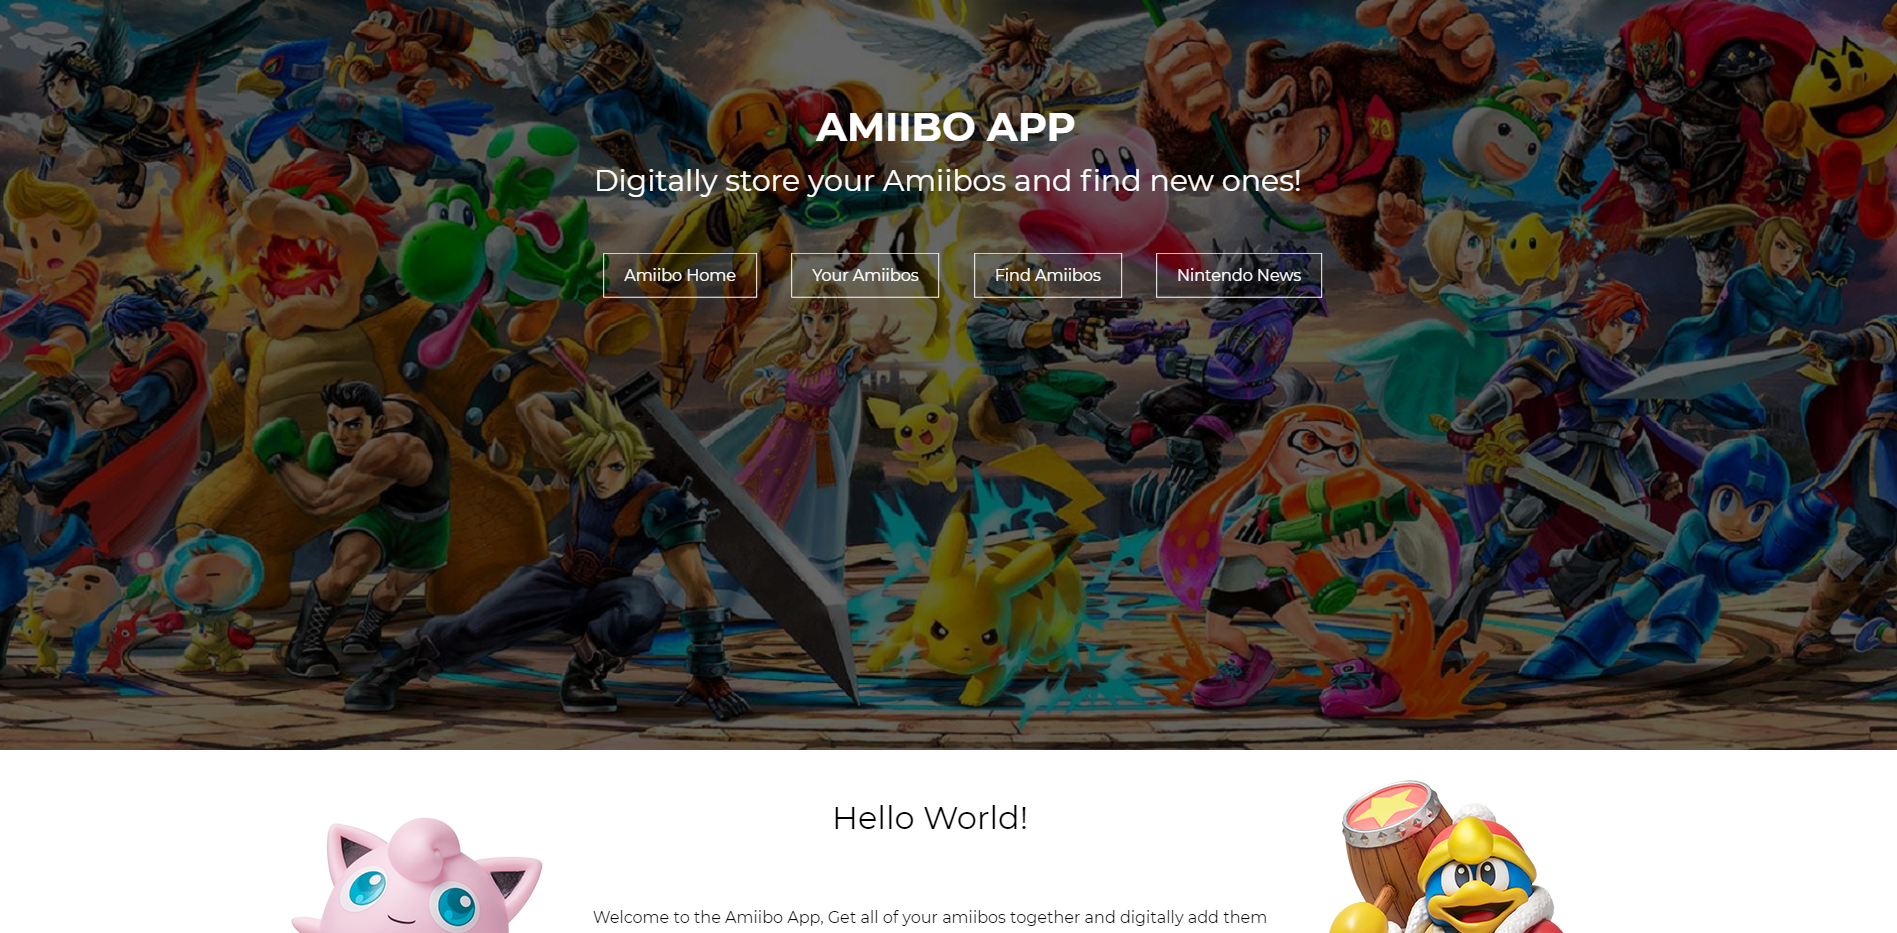 AMIIBO APP
Digitally store your Amiibos and find new ones!
Amiibo Home
Your Amiibos
Find Amiibos
Nintendo News
Hello World!
Welcome to the Amiibo App, Get all of your amiibos together and digitally add them